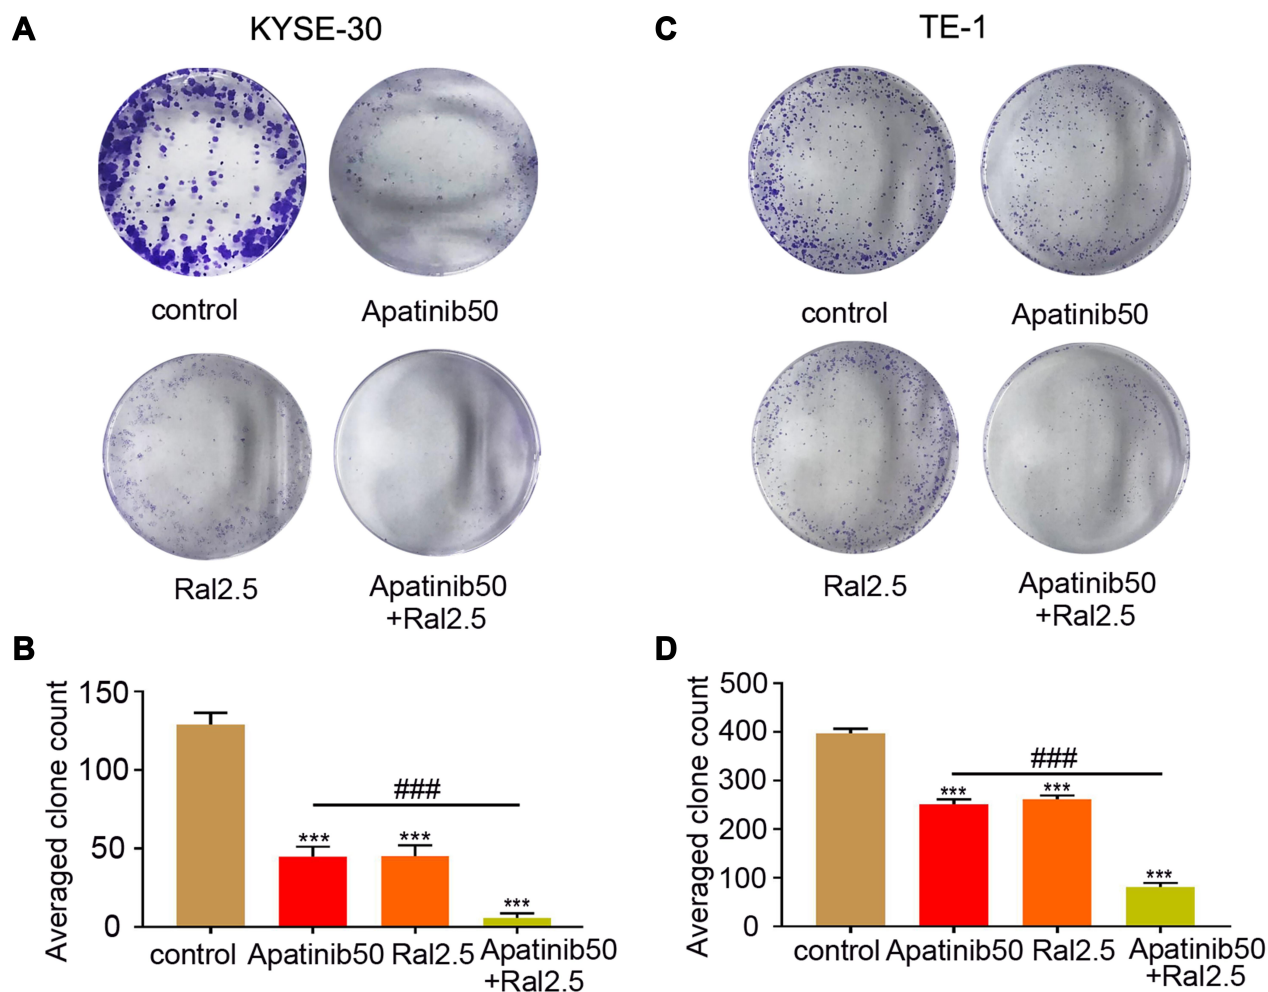 A
KYSE-30
control
Apatinib50
Ral2.5
Apatinib50
+Ral2.5
C
TE-1
control
Apatinib50
Ral2.5
Apatinib50
+Ral2.5
B
Averaged clone count
150
100
50
0
###
***
***
***
control
Apatinib50
Ral2.5
Apatinib50
+Ral2.5
D
Averaged clone count
500
400
300
200
100
0
###
***
***
***
control
Apatinib50
Ral2.5
Apatinib50
+Ral2.5